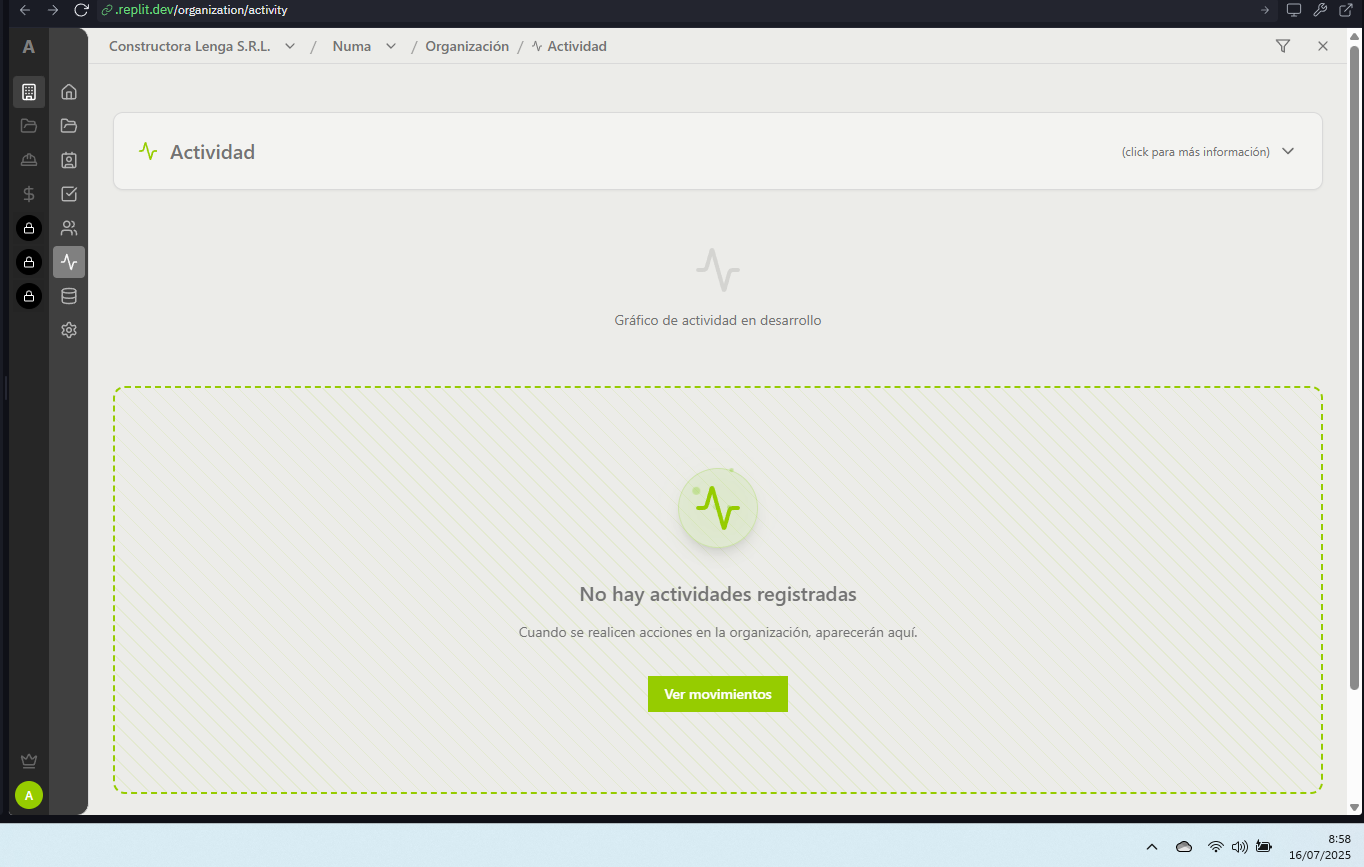 .replit.dev/organization/activity
A
Constructora Lenga S.R.L. / Numa / Organización / Actividad
Actividad
(click para más información)
Gráfico de actividad en desarrollo
No hay actividades registradas
Cuando se realicen acciones en la organización, aparecerán aquí.
Ver movimientos
A
8:58
16/07/2025